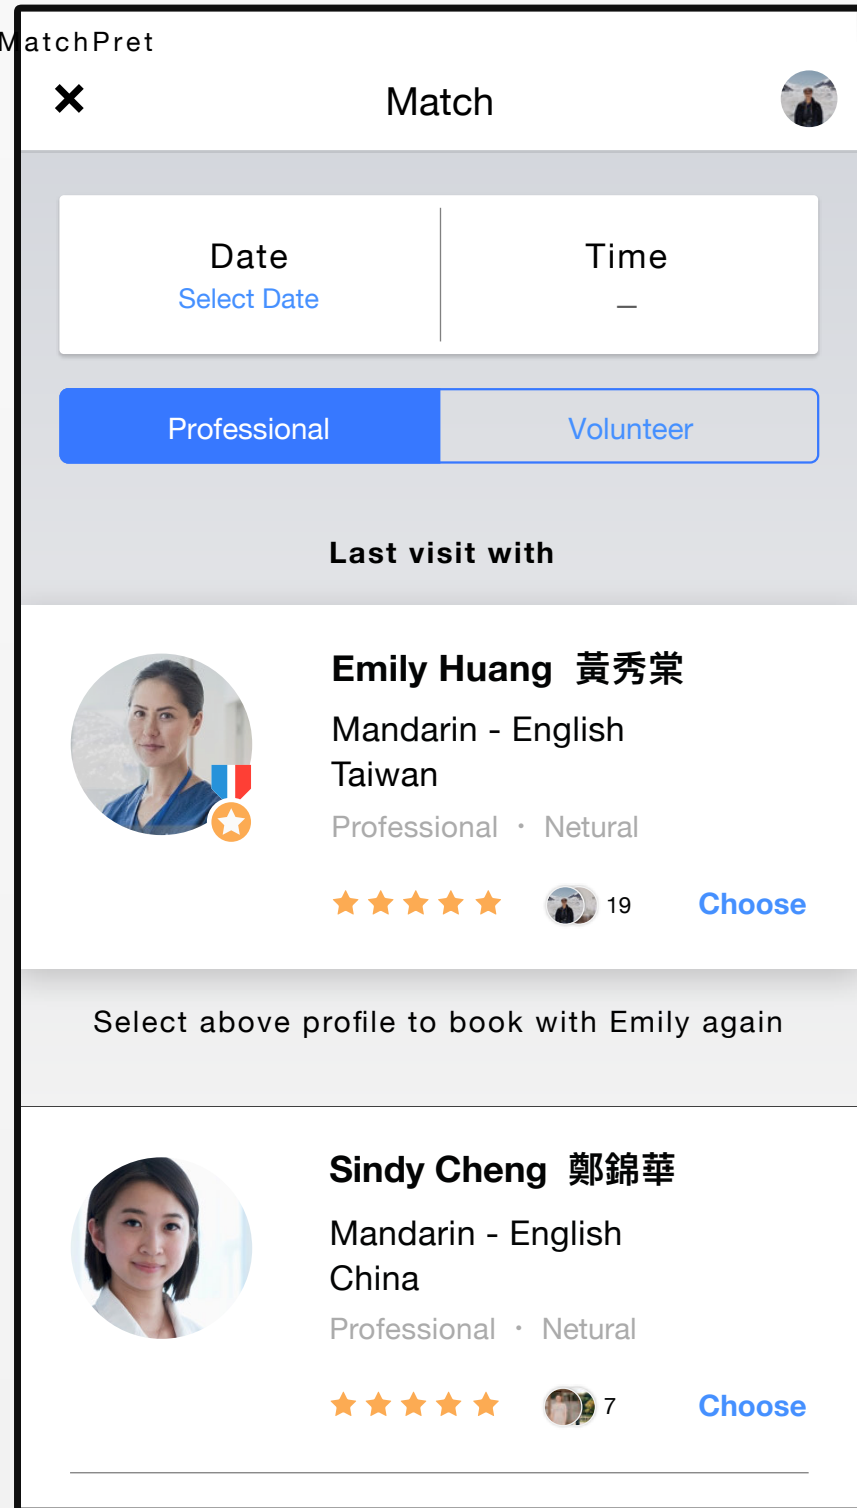 MatchPret
Match
Date
Select Date
Time
–
Professional
Volunteer
Last visit with
Emily Huang 黃秀棠
Mandarin - English
Taiwan
Professional · Netural
19
Choose
Select above profile to book with Emily again
Sindy Cheng 鄭錦華
Mandarin - English
China
Professional · Netural
7
Choose